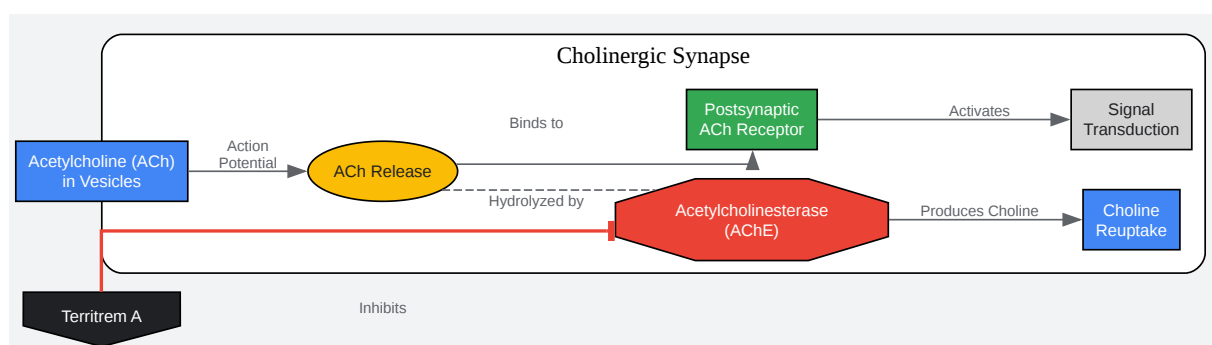 Cholinergic Synapse
Acetylcholine (ACh)
in Vesicles
Action
Potential
ACh Release
Binds to
Hydrolyzed by
Postsynaptic
ACh Receptor
Activates
Signal
Transduction
Acetylcholinesterase
(AChE)
Produces Choline
Choline
Reuptake
Territrem A
Inhibits